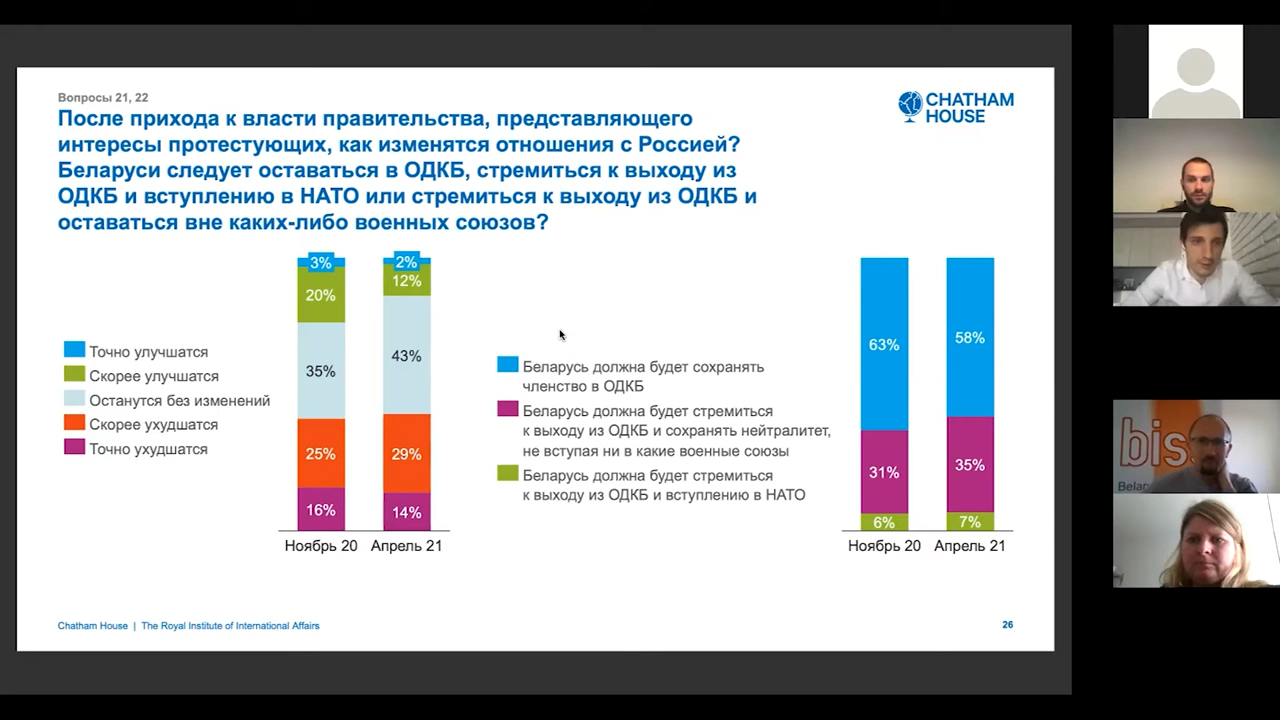 Вопросы 21, 22
После прихода к власти правительства, представляющего
интересы протестующих, как изменятся отношения с Россией?
Беларуси следует оставаться в ОДКБ, стремиться к выходу из
ОДКБ и вступлению в НАТО или стремиться к выходу из ОДКБ и
оставаться вне каких-либо военных союзов?
CHATHAM
HOUSE
Точно улучшатся
Скорее улучшатся
Останутся без изменений
Скорее ухудшатся
Точно ухудшатся
3%
20%
35%
25%
16%
Ноябрь 20
2%
12%
43%
29%
14%
Апрель 21
Беларусь должна будет сохранять
членство в ОДКБ
Беларусь должна будет стремиться
к выходу из ОДКБ и сохранять нейтралитет,
не вступая ни в какие военные союзы
Беларусь должна будет стремиться
к выходу из ОДКБ и вступлению в НАТО
63%
31%
6%
Ноябрь 20
58%
35%
7%
Апрель 21
Chatham House | The Royal Institute of International Affairs
26
bis